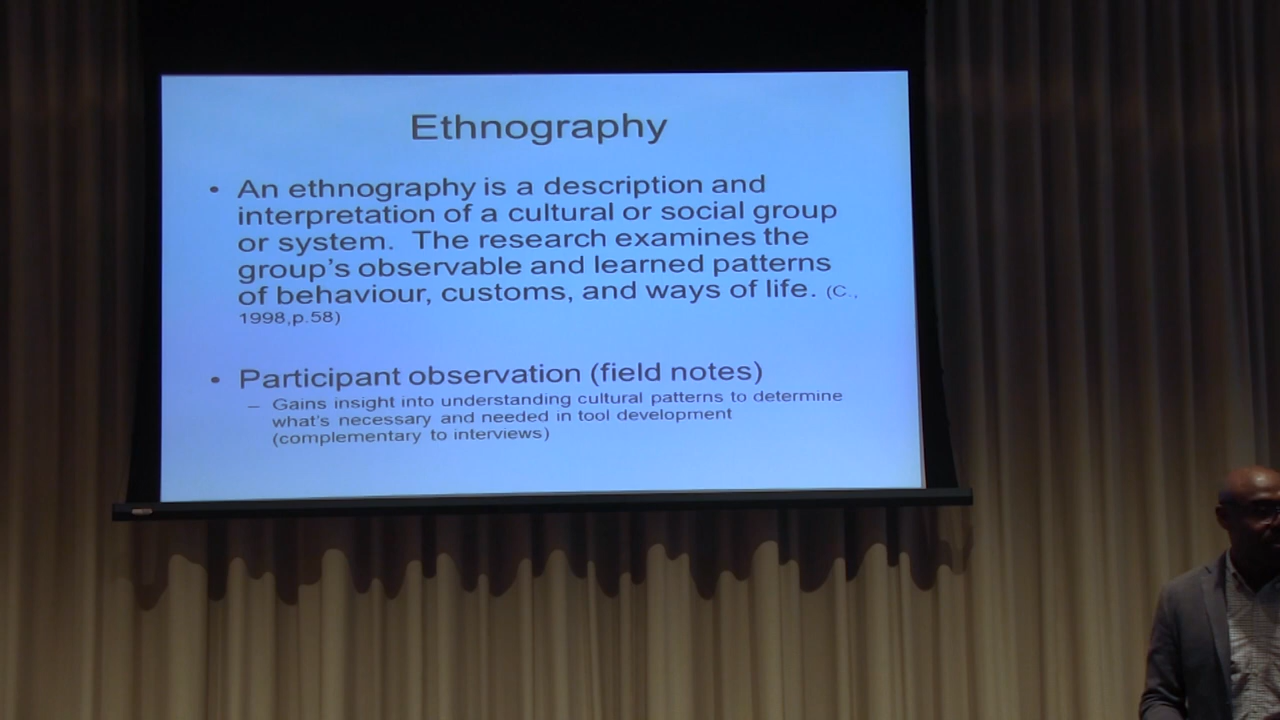 Ethnography
• An ethnography is a description and
interpretation of a cultural or social group
or system.  The research examines the
group's observable and learned patterns
of behaviour, customs, and ways of life. (C.,
1998,p.58)
• Participant observation (field notes)
– Gains insight into understanding cultural patterns to determine
what's necessary and needed in tool development
(complementary to interviews)